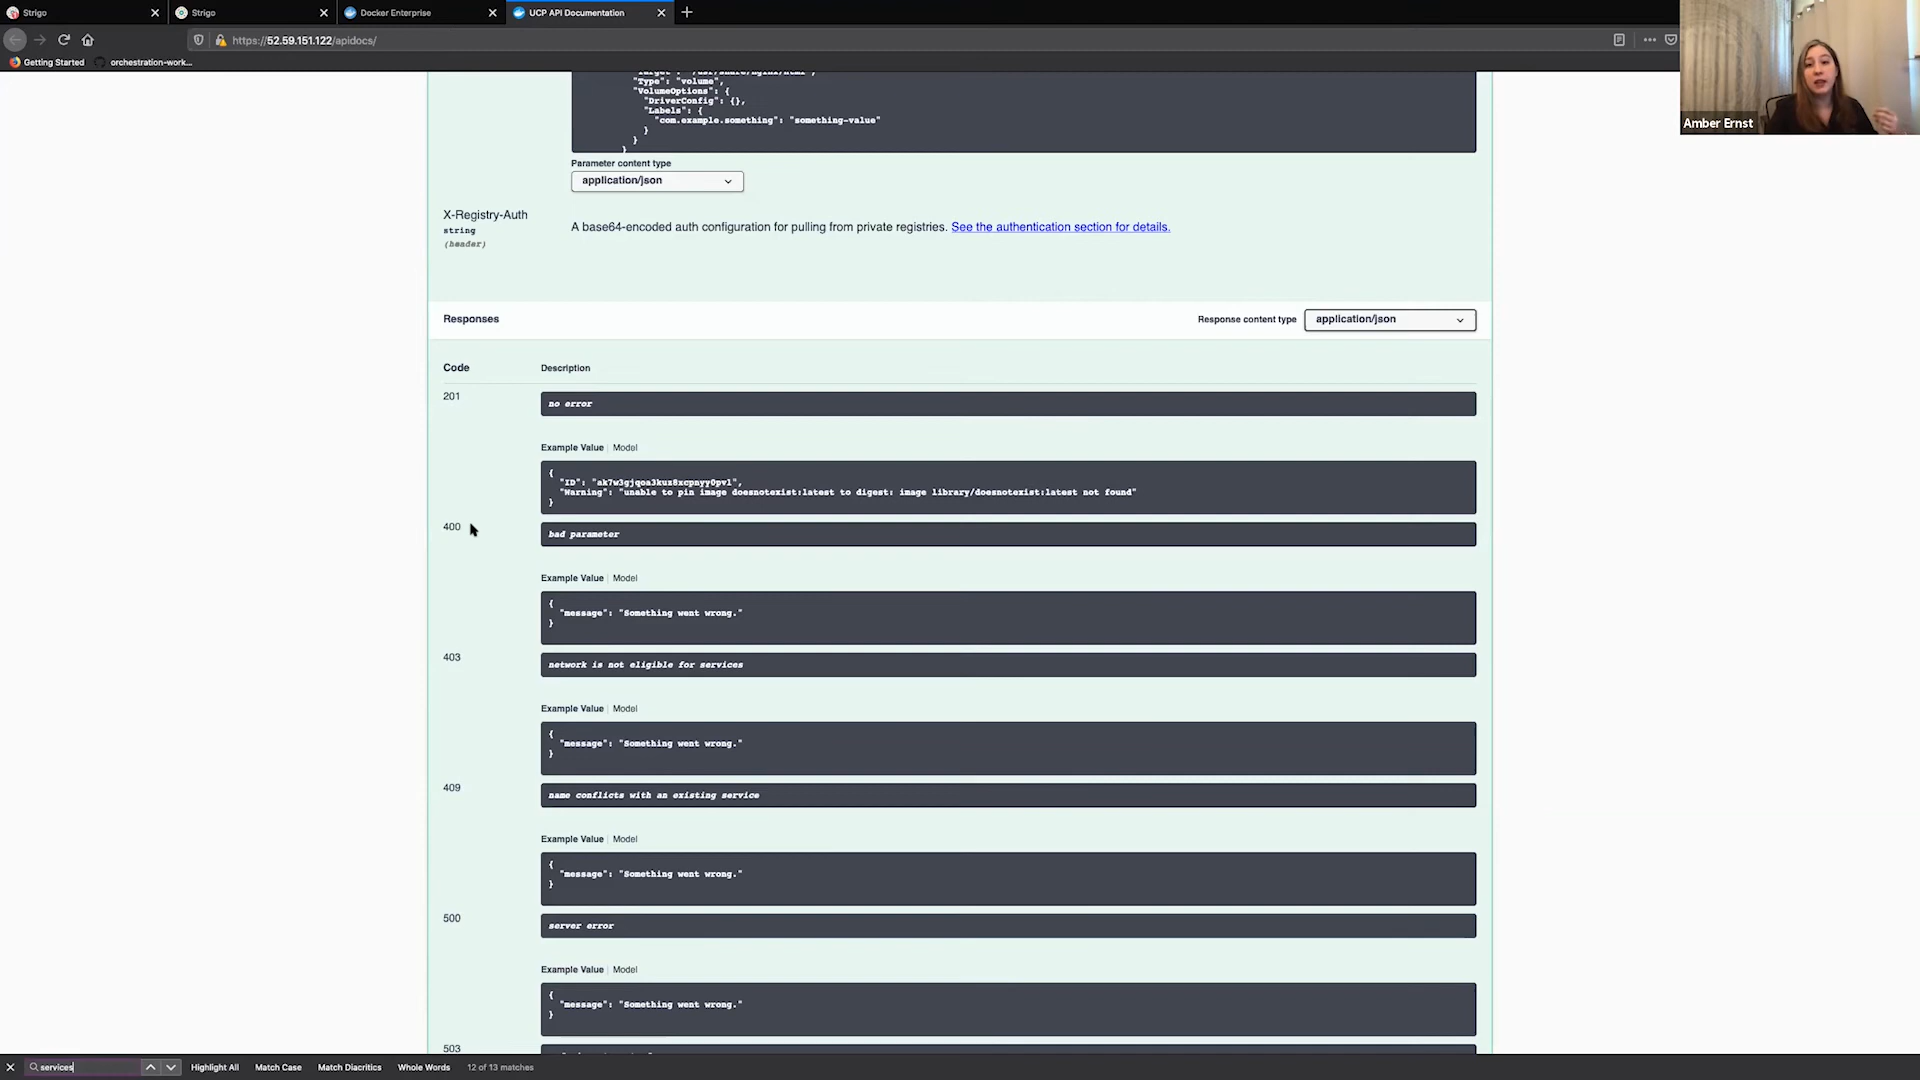 Strigo
Strigo
Docker Enterprise
UCP API Documentation
https://52.59.151.122/apidocs/
Getting Started
orchestration-work...
Amber Ernst
"Type": "volume",
"VolumeOptions": {
"DriverConfig": {},
"Labels": {
"com.example.something": "something-value"
}
}
}
Parameter content type
application/json
X-Registry-Auth
string
(header)
A base64-encoded auth configuration for pulling from private registries. See the authentication section for details.
Responses
Response content type
application/json
Code
Description
201
no error
Example Value
Model
{
"ID": "ak7w3gjqoa3kuz8xcpnyy0pvl",
"Warning": "unable to pin image doesnotexist:latest to digest: image library/doesnotexist:latest not found"
}
400
bad parameter
Example Value
Model
{
"message": "Something went wrong."
}
403
network is not eligible for services
Example Value
Model
{
"message": "Something went wrong."
}
409
name conflicts with an existing service
Example Value
Model
{
"message": "Something went wrong."
}
500
server error
Example Value
Model
{
"message": "Something went wrong."
}
503
services
Highlight All
Match Case
Match Diacritics
Whole Words
12 of 13 matches